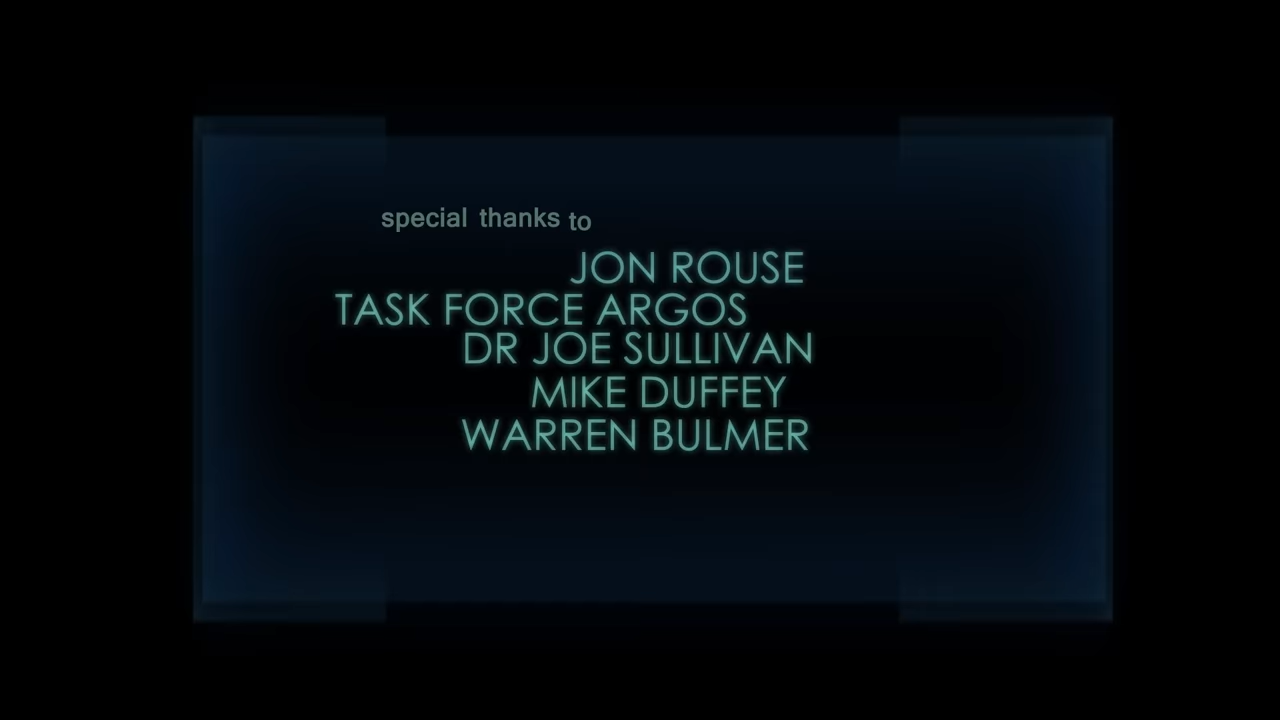 special thanks to
JON ROUSE
TASK FORCE ARGOS
DR JOE SULLIVAN
MIKE DUFFEY
WARREN BULMER